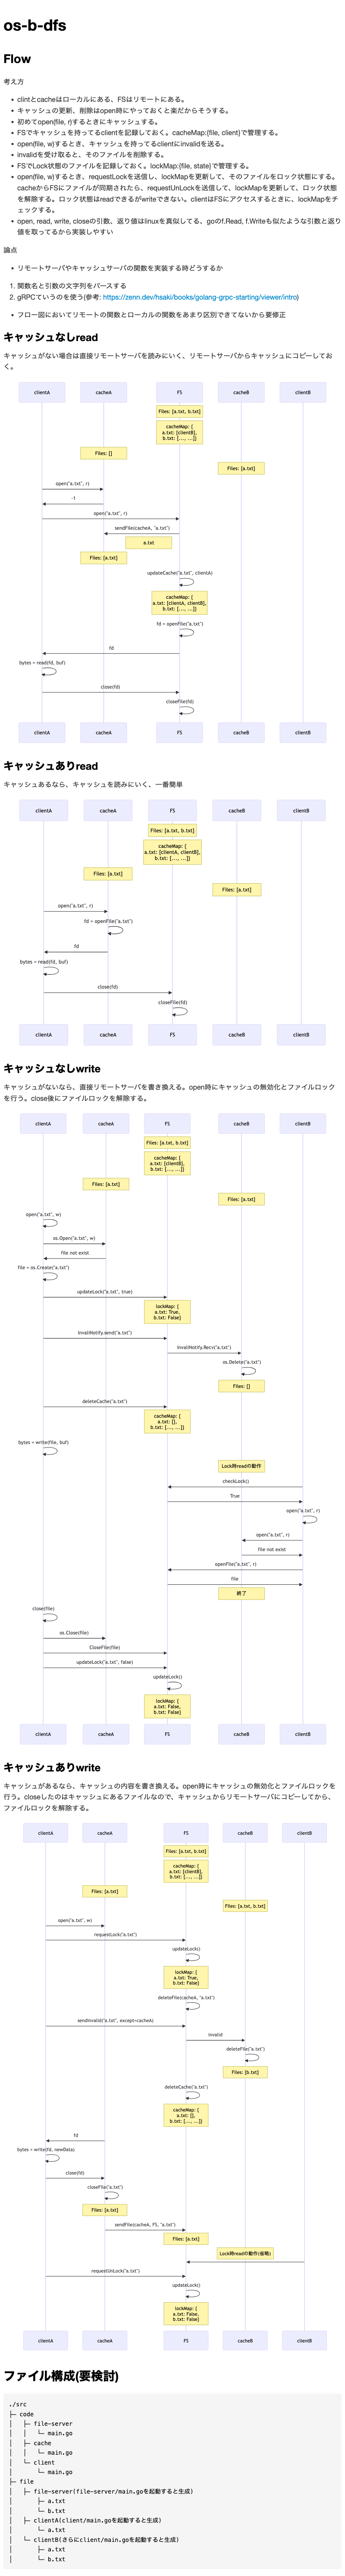 os-b-dfs
Flow
考え方
• clintとcacheはローカルにある、FSはリモートにある。
• キャッシュの更新、削除はopen時にやっておくと楽だからそうする。
• 初めてopen(file, r)するときにキャッシュする。
• FSでキャッシュを持ってるclientを記録しておく。cacheMap:{file, client}で管理する。
• open(file, w)するとき、キャッシュを持ってるclientにinvalidを送る。
• invalidを受け取ると、そのファイルを削除する。
• FSでLock状態のファイルを記録しておく。lockMap:{file, state}で管理する。
• open(file, w)するとき、requestLockを送信し、lockMapを更新して、そのファイルをロック状態にする。
cacheからFSにファイルが同期されたら、requestUnLockを送信して、lockMapを更新して、ロック状態
を解除する。ロック状態はreadできるがwriteできない。clientはFSにアクセスするときに、lockMapをチ
ェックする。
• open, read, write, closeの引数、返り値はlinuxを真似してる、goのf.Read, f.Writeも似たような引数と返り
値を取ってるから実装しやすい
論点
• リモートサーバやキャッシュサーバの関数を実装する時どうするか
1. 関数名と引数の文字列をパースする
2. gRPCていうのを使う(参考: https://zenn.dev/hsaki/books/golang-grpc-starting/viewer/intro)
• フロー図においてリモートの関数とローカルの関数をあまり区別できてないから要修正
キャッシュなしread
キャッシュがない場合は直接リモートサーバを読みにいく、リモートサーバからキャッシュにコピーしてお
く。
clientA cacheA FS cacheB clientB
Files: [a.txt, b.txt]
cacheMap: {
a.txt: [clientB],
b.txt: [..., ...]}
Files: []
Files: [a.txt]
open("a.txt", r)
-1
open("a.txt", r)
sendFile(cacheA, "a.txt")
a.txt
Files: [a.txt]
updateCache("a.txt", clientA)
cacheMap: {
a.txt: [clientA, clientB],
b.txt: [..., ...]}
fd = openFile("a.txt")
fd
bytes = read(fd, buf)
close(fd)
closeFile(fd)
clientA cacheA FS cacheB clientB
キャッシュありread
キャッシュあるなら、キャッシュを読みにいく、一番簡単
clientA cacheA FS cacheB clientB
Files: [a.txt, b.txt]
cacheMap: {
a.txt: [clientA, clientB],
b.txt: [..., ...]}
Files: [a.txt]
Files: [a.txt]
open("a.txt", r)
fd = openFile("a.txt")
fd
bytes = read(fd, buf)
close(fd)
closeFile(fd)
clientA cacheA FS cacheB clientB
キャッシュなしwrite
キャッシュがないなら、直接リモートサーバを書き換える。open時にキャッシュの無効化とファイルロック
を行う。close後にファイルロックを解除する。
clientA cacheA FS cacheB clientB
Files: [a.txt, b.txt]
cacheMap: {
a.txt: [clientB],
b.txt: [..., ...]}
Files: [a.txt]
Files: [a.txt]
open("a.txt", w)
os.Open("a.txt", w)
file not exist
file = os.Create("a.txt")
updateLock("a.txt", true)
lockMap: {
a.txt: True,
b.txt: False}
InvaliNotify.send("a.txt")
InvaliNotify.Recv("a.txt")
os.Delete("a.txt")
Files: []
deleteCache("a.txt")
cacheMap: {
a.txt: [],
b.txt: [..., ...]}
bytes = write(file, buf)
Lock時readの動作
checkLock()
True
open("a.txt", r)
open("a.txt", r)
file not exist
openFile("a.txt", r)
file
終了
close(file)
os.Close(file)
CloseFile(file)
updateLock("a.txt", false)
updateLock()
lockMap: {
a.txt: False,
b.txt: False}
clientA cacheA FS cacheB clientB
キャッシュありwrite
キャッシュがあるなら、キャッシュの内容を書き換える。open時にキャッシュの無効化とファイルロックを行
う。closeしたのはキャッシュにあるファイルなので、キャッシュからリモートサーバにコピーしてから、
ファイルロックを解除する。
clientA cacheA FS cacheB clientB
Files: [a.txt, b.txt]
cacheMap: {
a.txt: [clientB],
b.txt: [..., ...]}
Files: [a.txt]
Files: [a.txt, b.txt]
open("a.txt", w)
requestLock("a.txt")
updateLock()
lockMap: {
a.txt: True,
b.txt: False}
deleteFile(cacheA, "a.txt")
sendInvalid("a.txt", except=cacheA)
invalid
deleteFile("a.txt")
Files: [b.txt]
deleteCache("a.txt")
cacheMap: {
a.txt: [],
b.txt: [..., ...]}
fd
bytes = write(fd, newData)
close(fd)
closeFile("a.txt")
Files: [a.txt]
sendFile(cacheA, FS, "a.txt")
Files: [a.txt]
Lock時readの動作(省略)
requestUnLock("a.txt")
updateLock()
lockMap: {
a.txt: False,
b.txt: False}
clientA cacheA FS cacheB clientB
ファイル構成(要検討)
./src
├─ code
│ ├─ file-server
│ │ └─ main.go
│ ├─ cache
│ │ └─ main.go
│ └─ client
│ └─ main.go
├─ file
│ ├─ file-server(file-server/main.goを起動すると生成)
│ │ ├─ a.txt
│ │ └─ b.txt
│ ├─ clientA(client/main.goを起動すると生成)
│ │ └─ a.txt
│ └─ clientB(さらにclient/main.goを起動すると生成)
│ ├─ a.txt
│ └─ b.txt